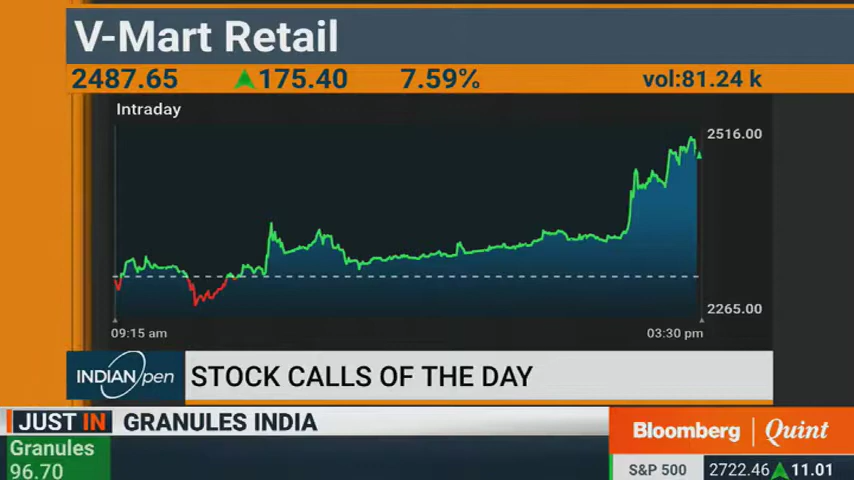 V-Mart Retail
2487.65 175.40 7.59% vol:81.24 k
Intraday
2516.00
2265.00
09:15 am 03:30 pm
INDIAN Open STOCK CALLS OF THE DAY
JUST IN GRANULES INDIA
Granules
96.70
Bloomberg | Quint
S&P 500 2722.46 11.01